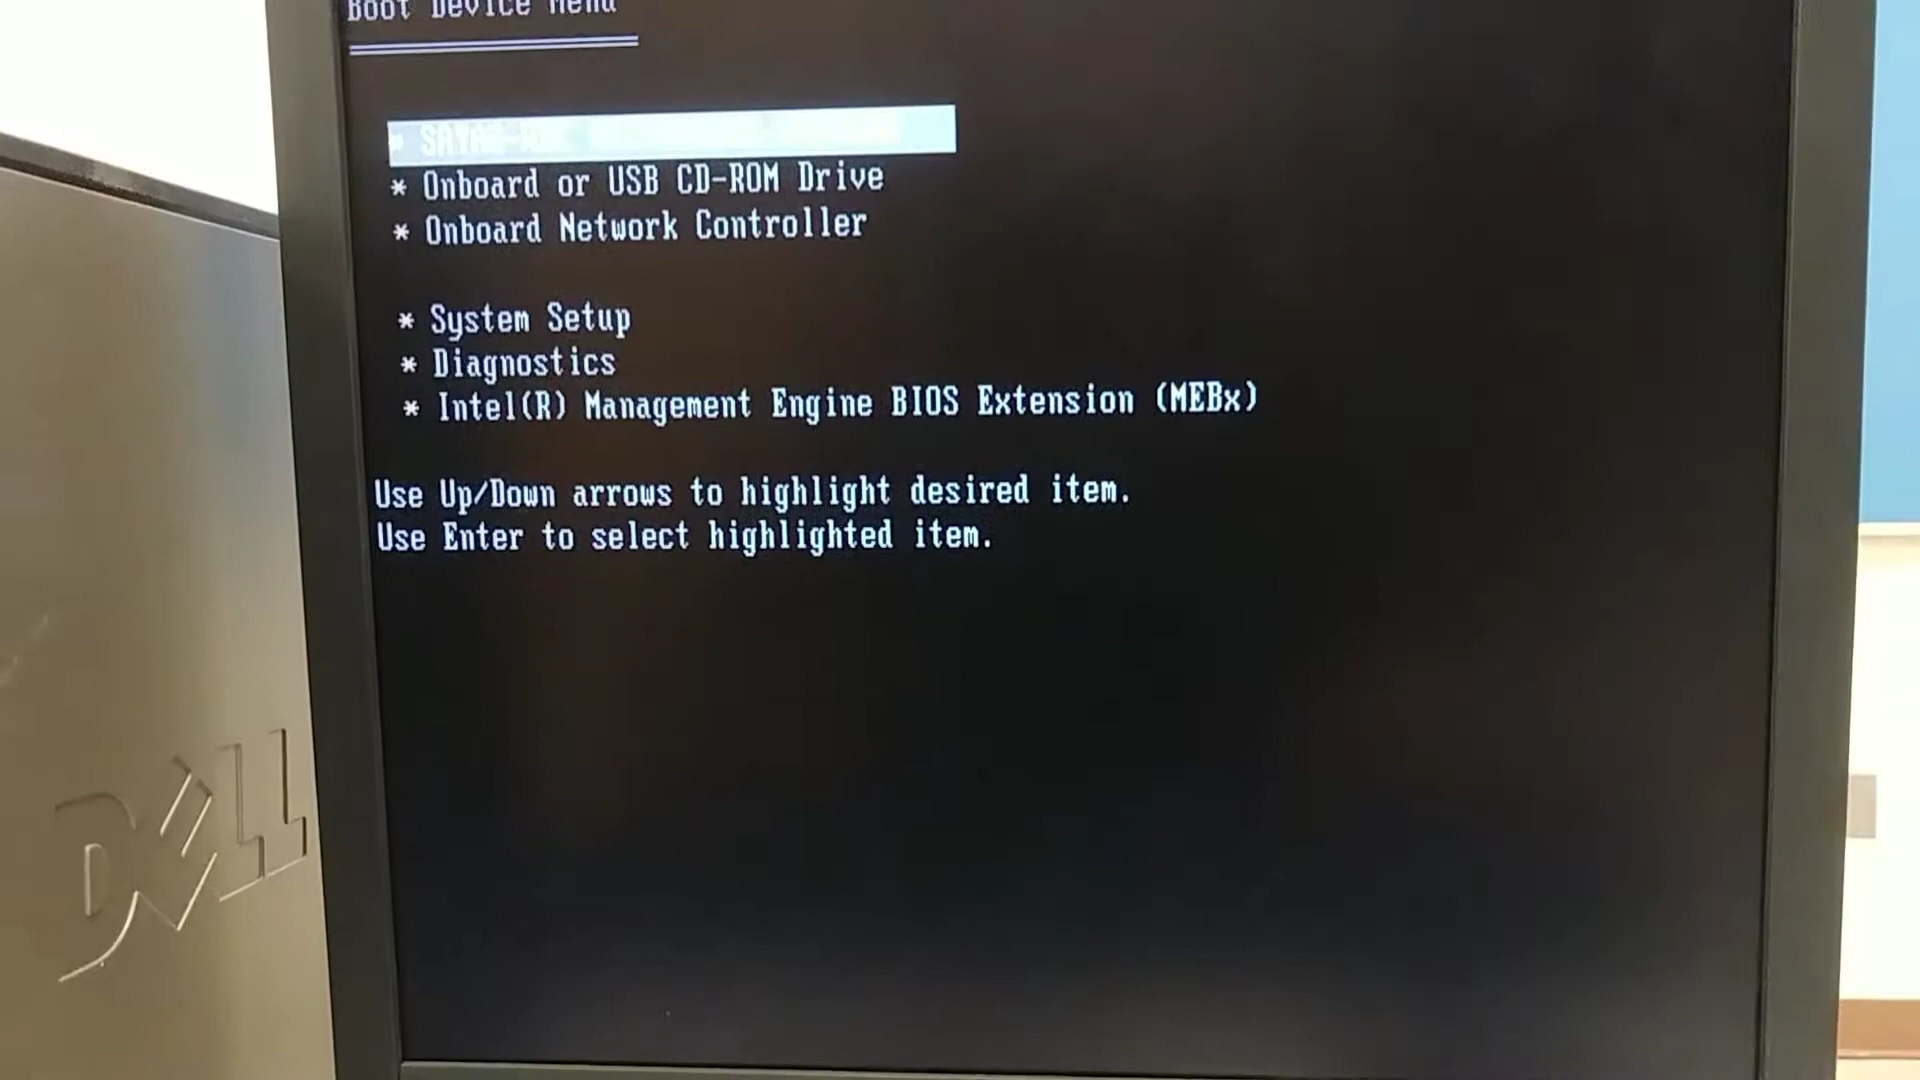 Boot Device Menu
* Onboard or USB CD-ROM Drive
* Onboard Network Controller
* System Setup
* Diagnostics
* Intel(R) Management Engine BIOS Extension (MEBx)
Use Up/Down arrows to highlight desired item.
Use Enter to select highlighted item.
DELL